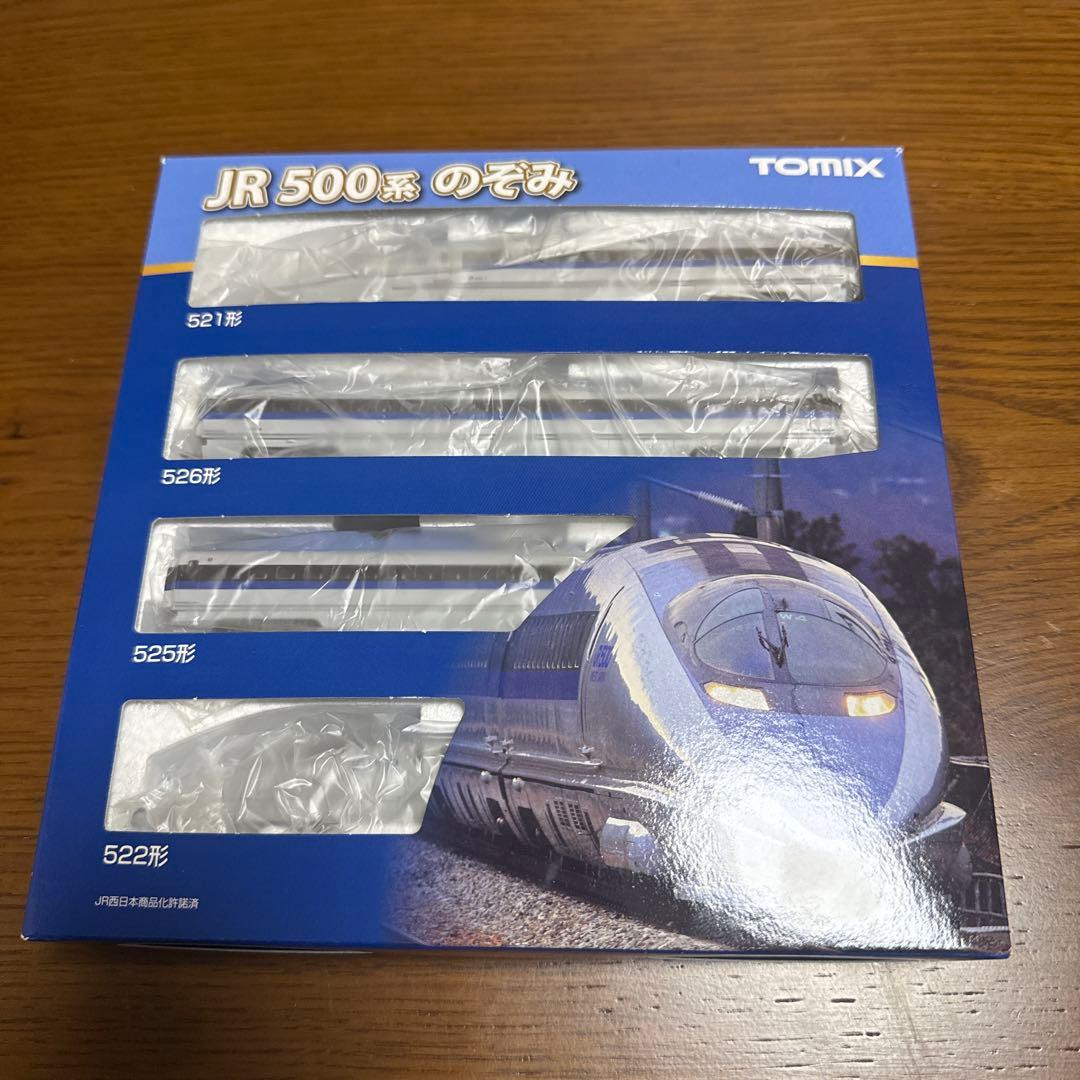 JR 500系 のぞみ
TOMIX
521形
526形
525形
W4
522形
JR西日本商品化許諾済